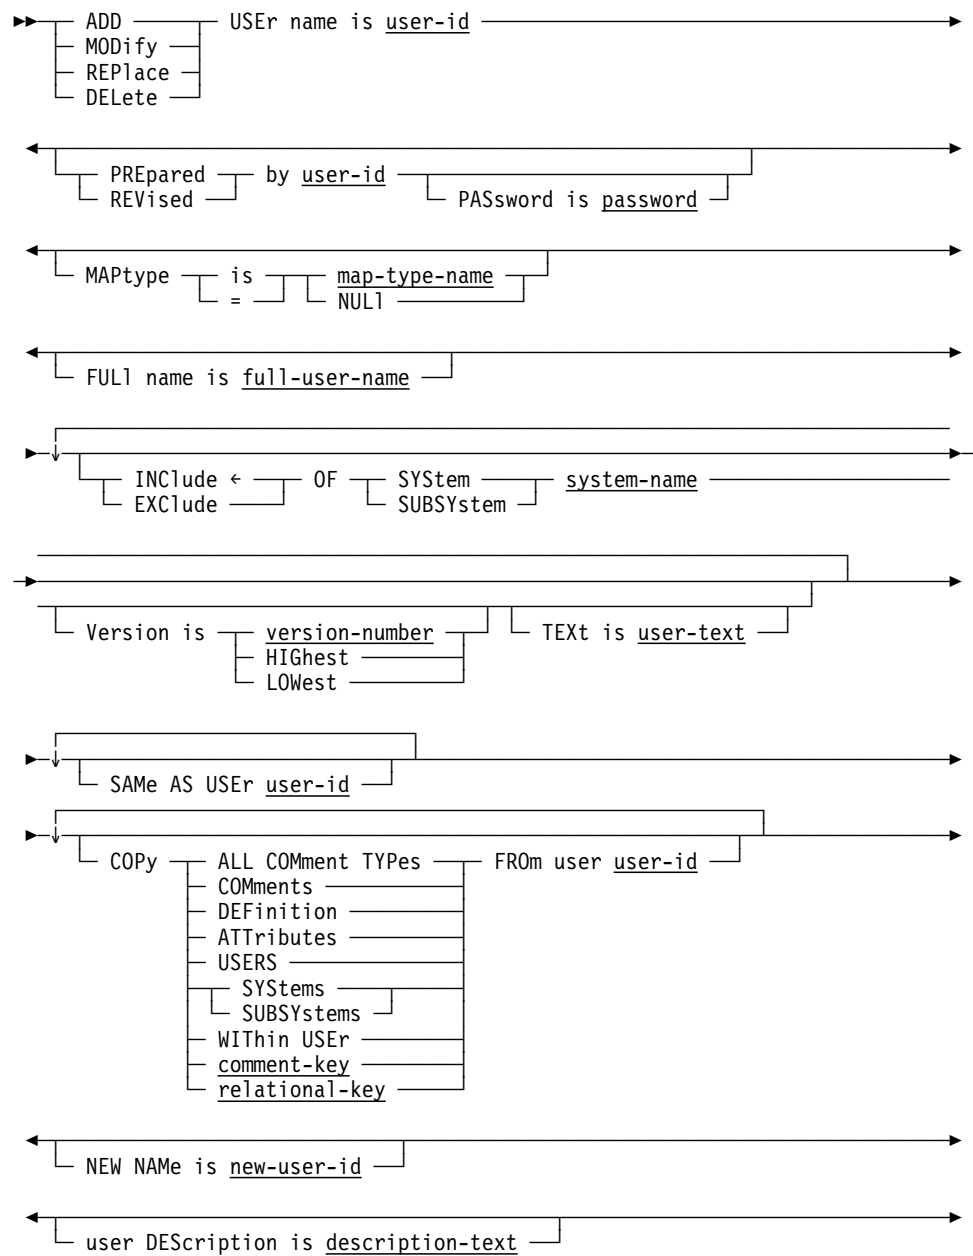 ADD USEr name is user-id
MODify
REPlace
DELete
PREpared by user-id
REVised PASsword is password
MAPtype is map-type-name
= NULl
FULl name is full-user-name
INClude ← OF SYStem system-name
EXClude SUBSYstem
Version is version-number TEXt is user-text
HIGhest
LOWest
SAMe AS USEr user-id
COPy ALL COMment TYPes FROm user user-id
COMments
DEFinition
ATTributes
USERS
SYStems
SUBSYstems
WIThin USEr
comment-key
relational-key
NEW NAMe is new-user-id
user DEScription is description-text